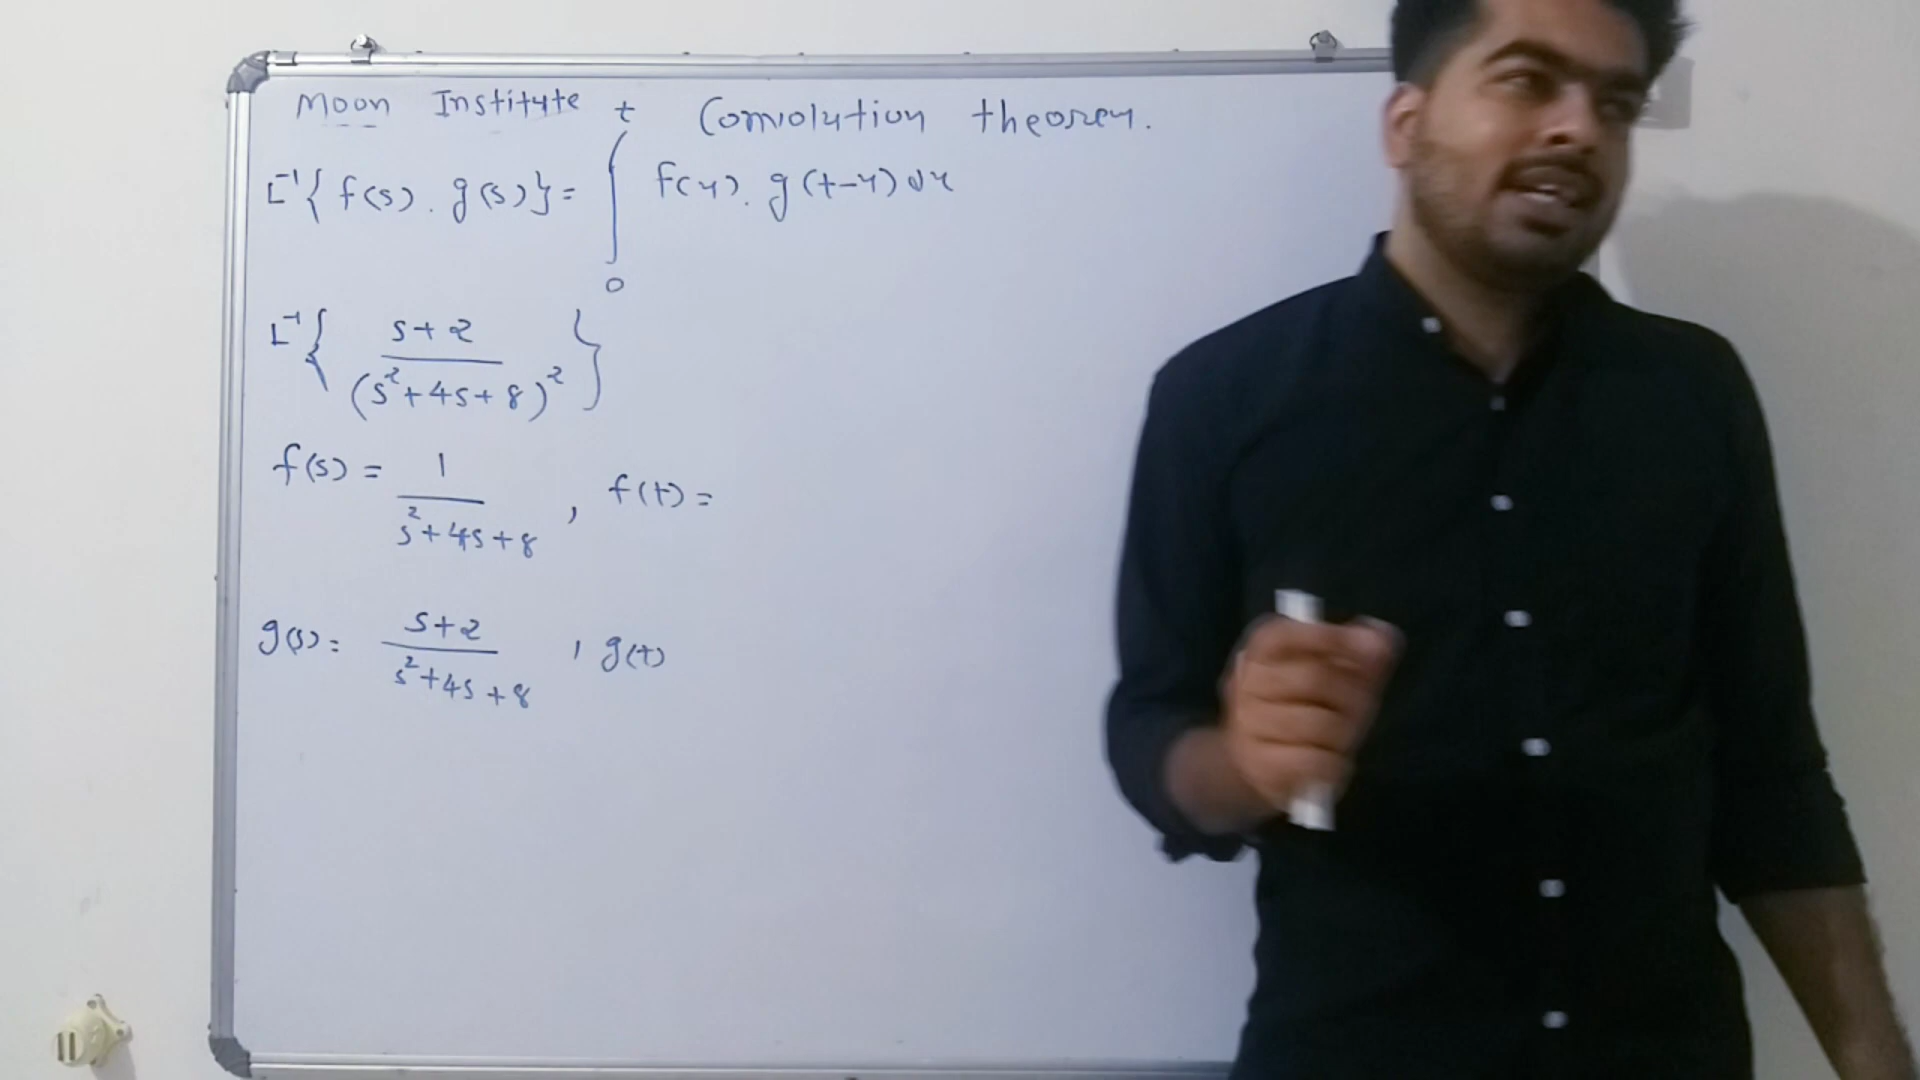 Moon Institute
Convolution theorem.
L⁻¹{ f(s) . g(s) } = ∫₀ᵗ f(u) . g(t-u) du
L⁻¹{ (s+2)/(s²+4s+8)² }
f(s) = 1/(s²+4s+8) , f(t) =
g(s) = (s+2)/(s²+4s+8) , g(t)